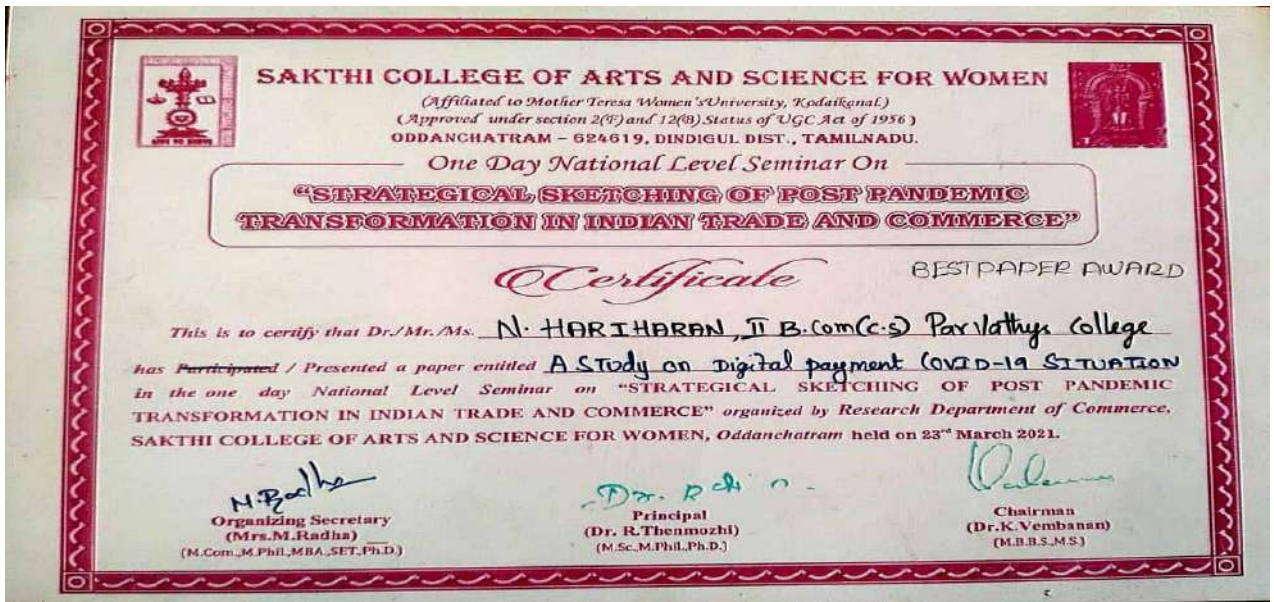 SAKTHI COLLEGE OF ARTS AND SCIENCE FOR WOMEN
(Affiliated to Mother Teresa Women'sUniversity, Kodaikanal.)
(Approved under section 2(F) and 12(B).Status of UGC Act of 1956)
ODDANCHATRAM – 624619, DINDIGUL DIST., TAMILNADU.
One Day National Level Seminar On
"STRATEGICAL SKETCHING OF POST PANDEMIC
TRANSFORMATION IN INDIAN TRADE AND COMMERCE"
Certificate
BEST PAPER AWARD
This is to certify that Dr./Mr./Ms. N. HARIHARAN, II B.Com(c.s) Parvathys College
has Participated / Presented a paper entitled A STudy on Digital payment COVID-19 SITUATION
in the one day National Level Seminar on "STRATEGICAL SKETCHING OF POST PANDEMIC
TRANSFORMATION IN INDIAN TRADE AND COMMERCE" organized by Research Department of Commerce,
SAKTHI COLLEGE OF ARTS AND SCIENCE FOR WOMEN, Oddanchatram held on 23rd March 2021.
Organizing Secretary
(Mrs.M.Radha)
(M.Com.,M.Phil.,MBA.,SET.,Ph.D.)
Principal
(Dr. R.Thenmozhi)
(M.Sc.,M.Phil.,Ph.D.)
Chairman
(Dr.K.Vembanan)
(M.B.B.S.,M.S.)